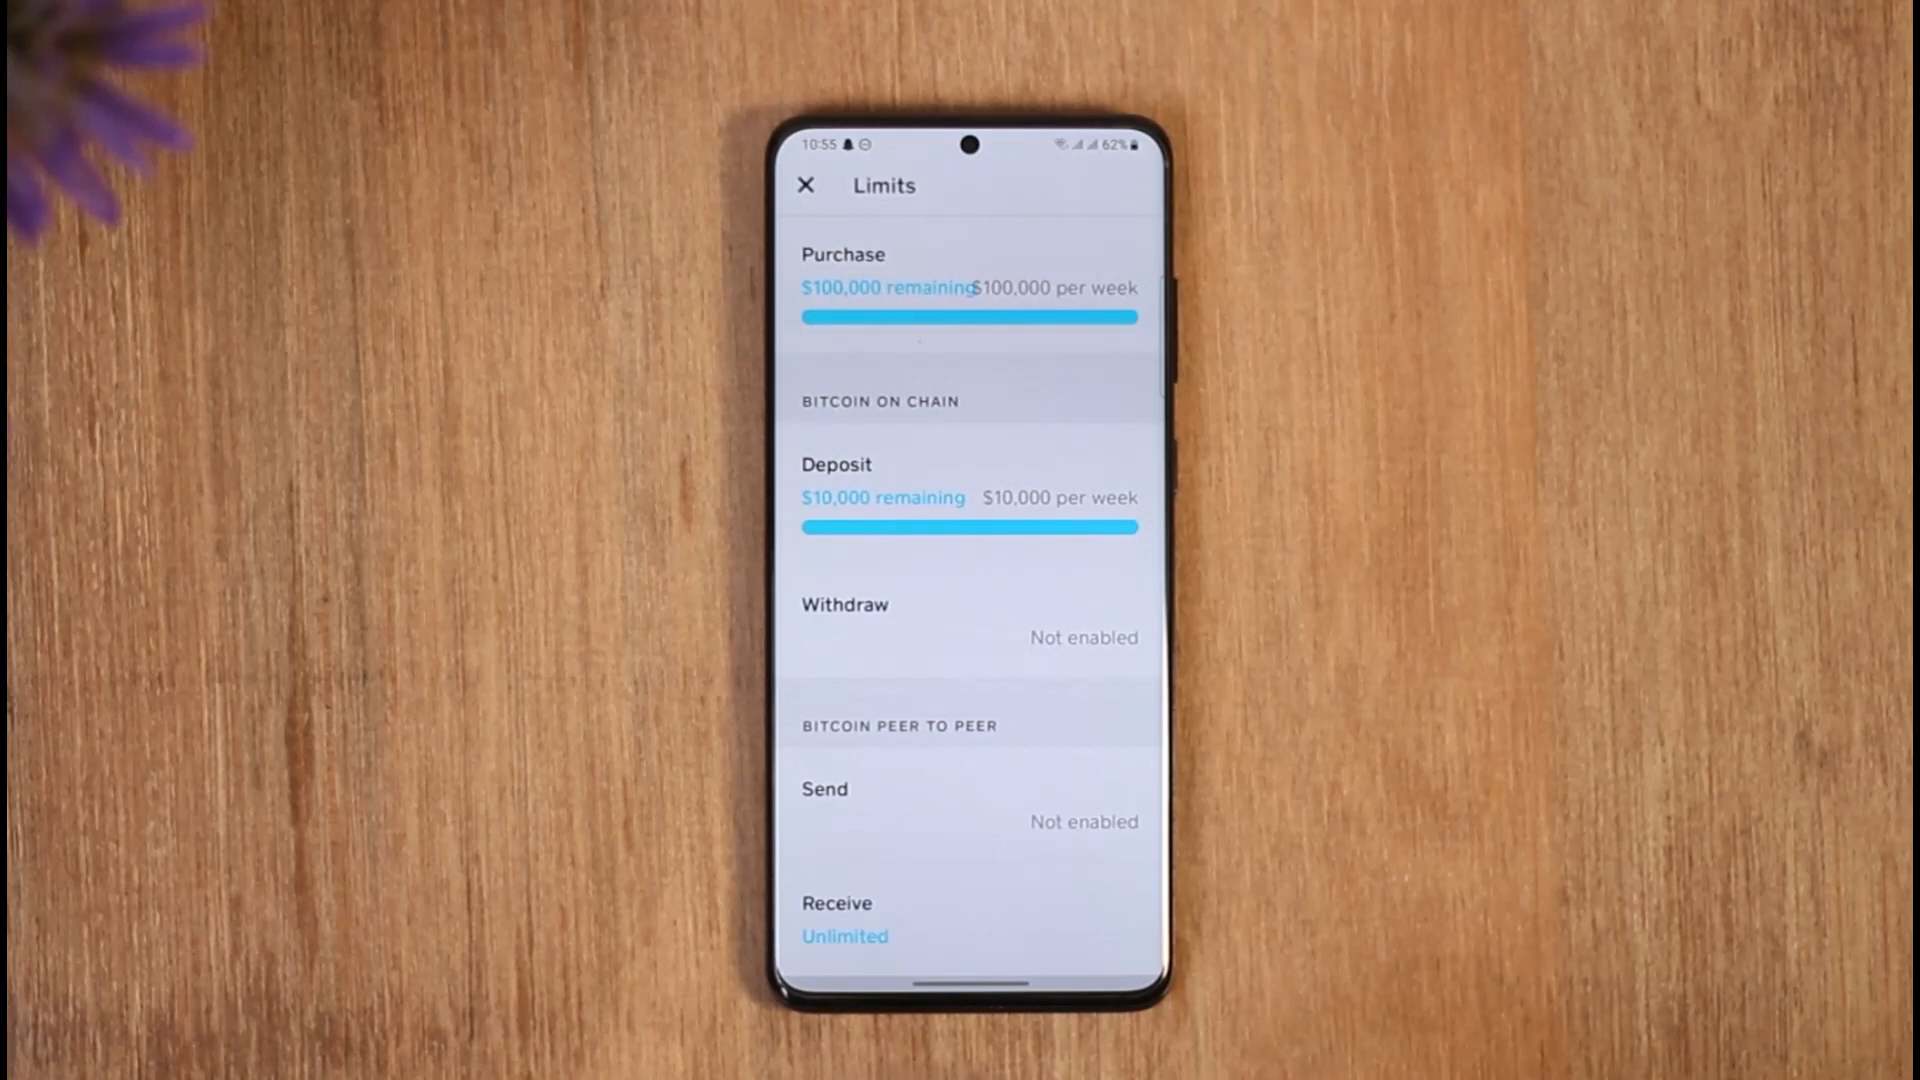 10:55 62%
Limits
Purchase
$100,000 remaining $100,000 per week
BITCOIN ON CHAIN
Deposit
$10,000 remaining $10,000 per week
Withdraw
Not enabled
BITCOIN PEER TO PEER
Send
Not enabled
Receive
Unlimited